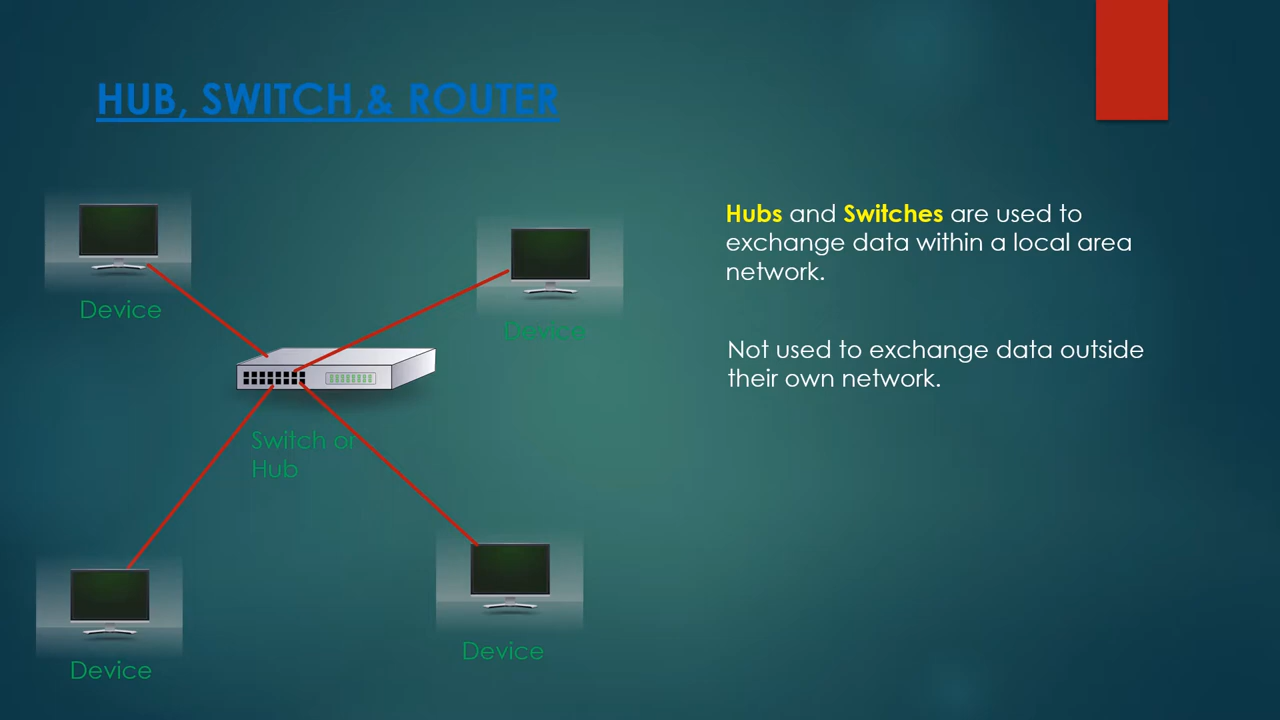 HUB, SWITCH,& ROUTER
Hubs and Switches are used to
exchange data within a local area
network.
Not used to exchange data outside
their own network.
Device
Device
Switch or
Hub
Device
Device